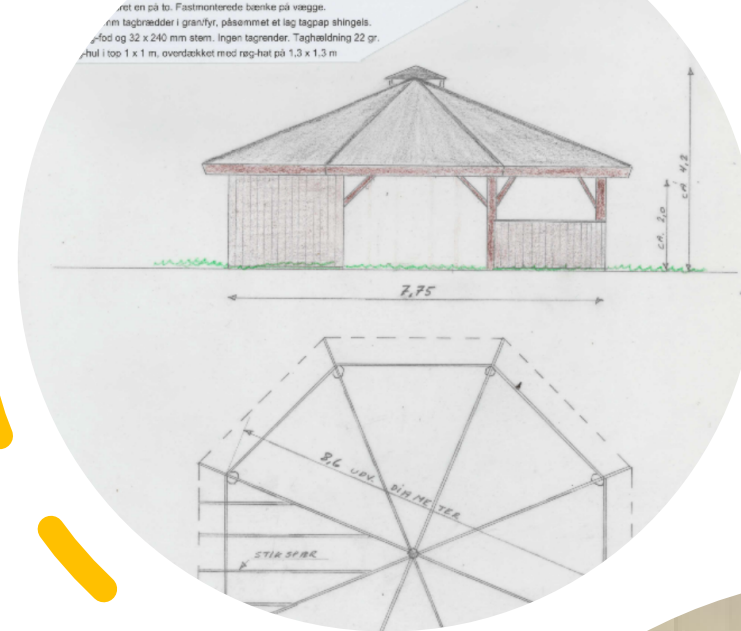 ret en på to. Fastmonterede bænke på vægge.
mm tagbrædder i gran/fyr, påsømmet et lag tagpap shingels.
-fod og 32 x 240 mm stern. Ingen tagrender. Taghældning 22 gr.
-hul i top 1 x 1 m, overdækket med røg-hat på 1,3 x 1,3 m
CA. 4,2
CA. 2,0
7,75
8,6 UDV. DIAMETER
STIKSPÆR